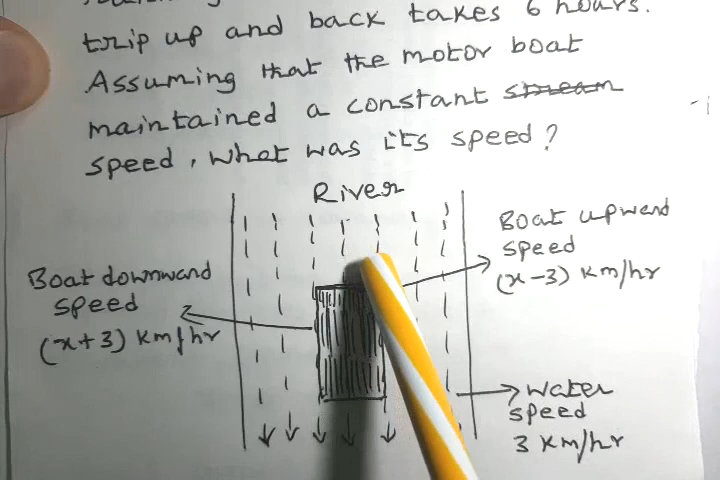 trip up and back takes 6 hours.
Assuming that the motor boat
maintained a constant stream
speed, what was its speed?
River
Boat upward
speed
(x-3) km/hr
Boat downward
speed
(x+3) km/hr
water
speed
3 km/hr